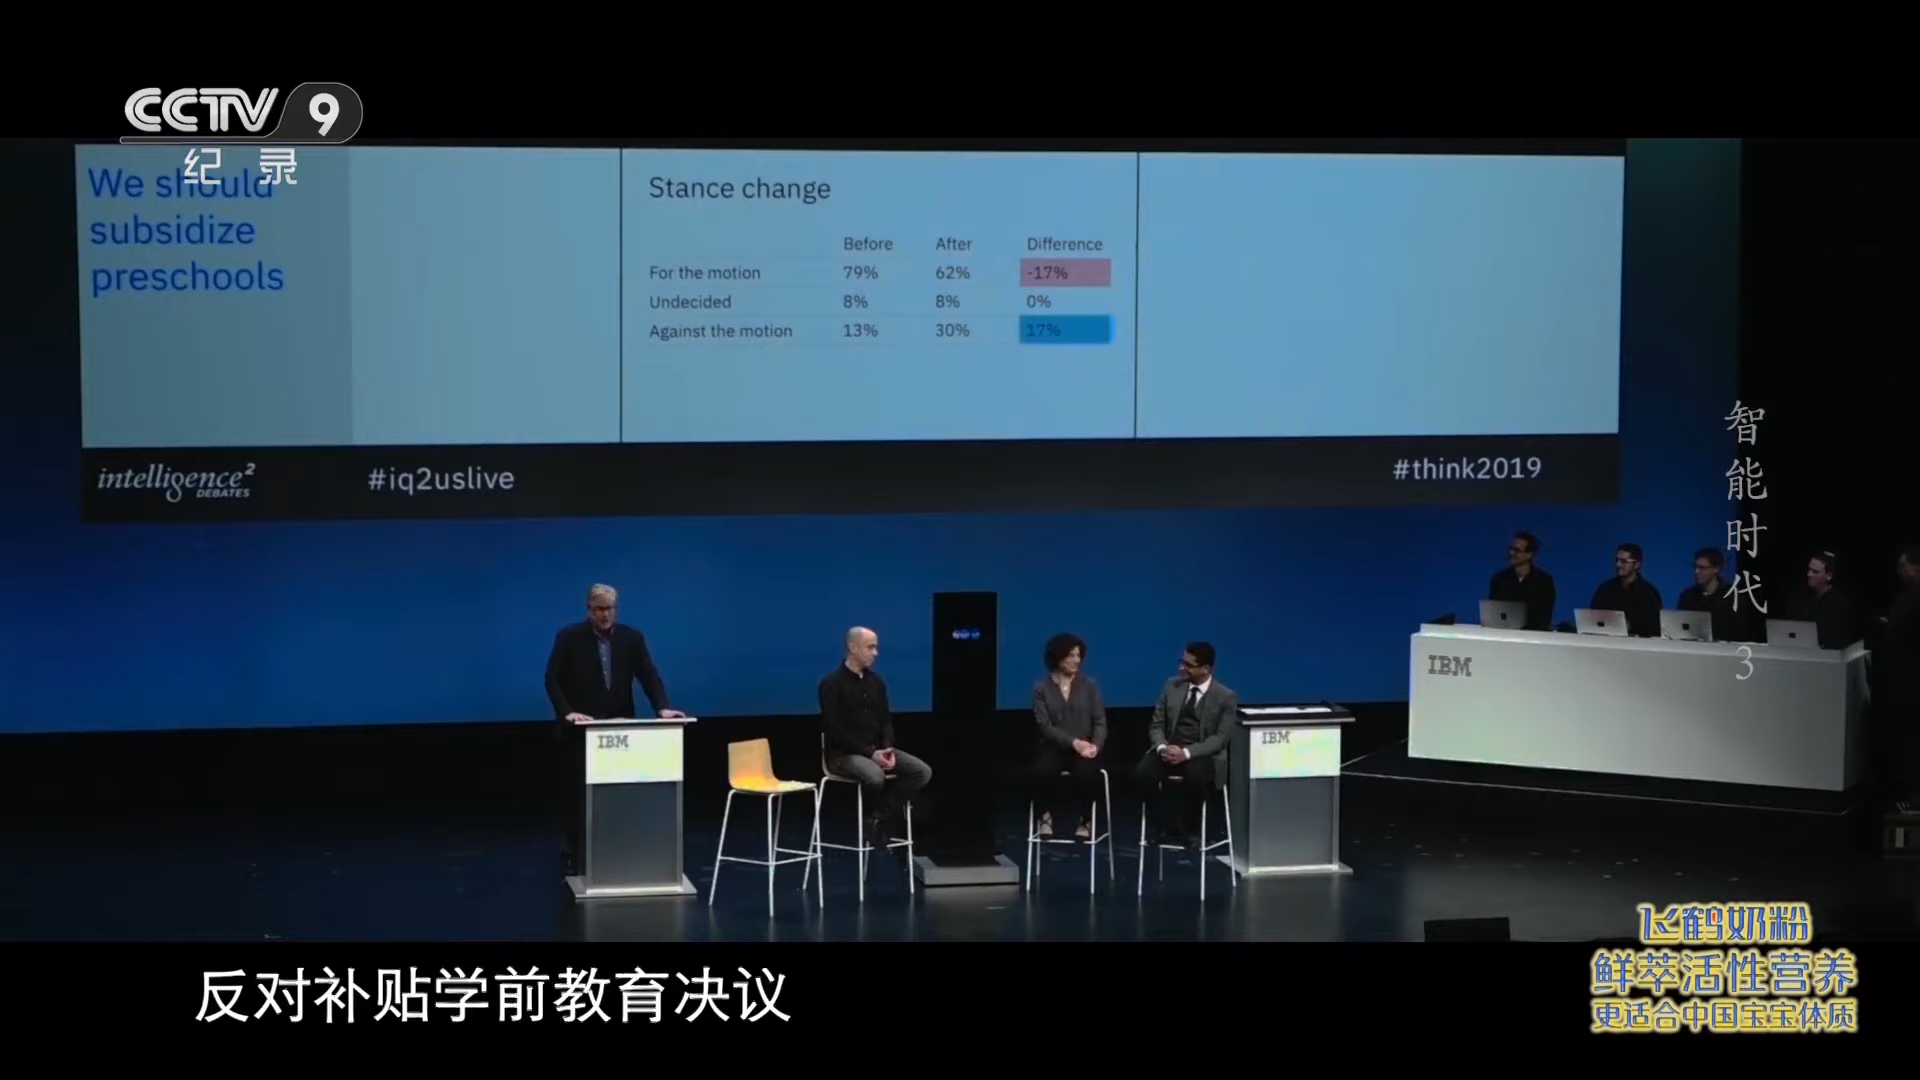 CCTV 9
纪 录
We should
subsidize
preschools
Stance change
Before After Difference
For the motion 79% 62% -17%
Undecided 8% 8% 0%
Against the motion 13% 30% 17%
intelligence²
DEBATES
#iq2uslive
#think2019
智能时代 3
IBM
IBM
IBM
飞鹤奶粉
鲜萃活性营养
更适合中国宝宝体质
反对补贴学前教育决议